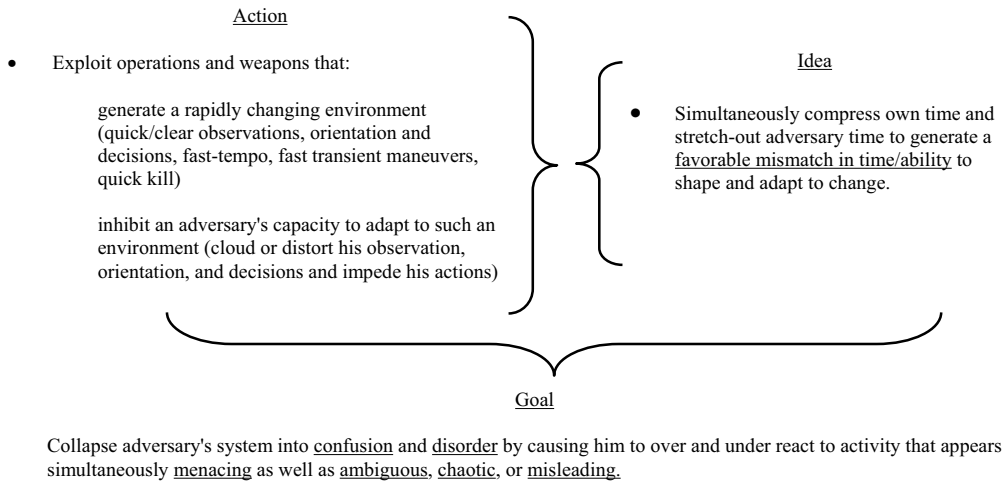 Action
• Exploit operations and weapons that:
generate a rapidly changing environment
(quick/clear observations, orientation and
decisions, fast-tempo, fast transient maneuvers,
quick kill)
inhibit an adversary's capacity to adapt to such an
environment (cloud or distort his observation,
orientation, and decisions and impede his actions)
Idea
• Simultaneously compress own time and
stretch-out adversary time to generate a
favorable mismatch in time/ability to
shape and adapt to change.
Goal
Collapse adversary's system into confusion and disorder by causing him to over and under react to activity that appears
simultaneously menacing as well as ambiguous, chaotic, or misleading.